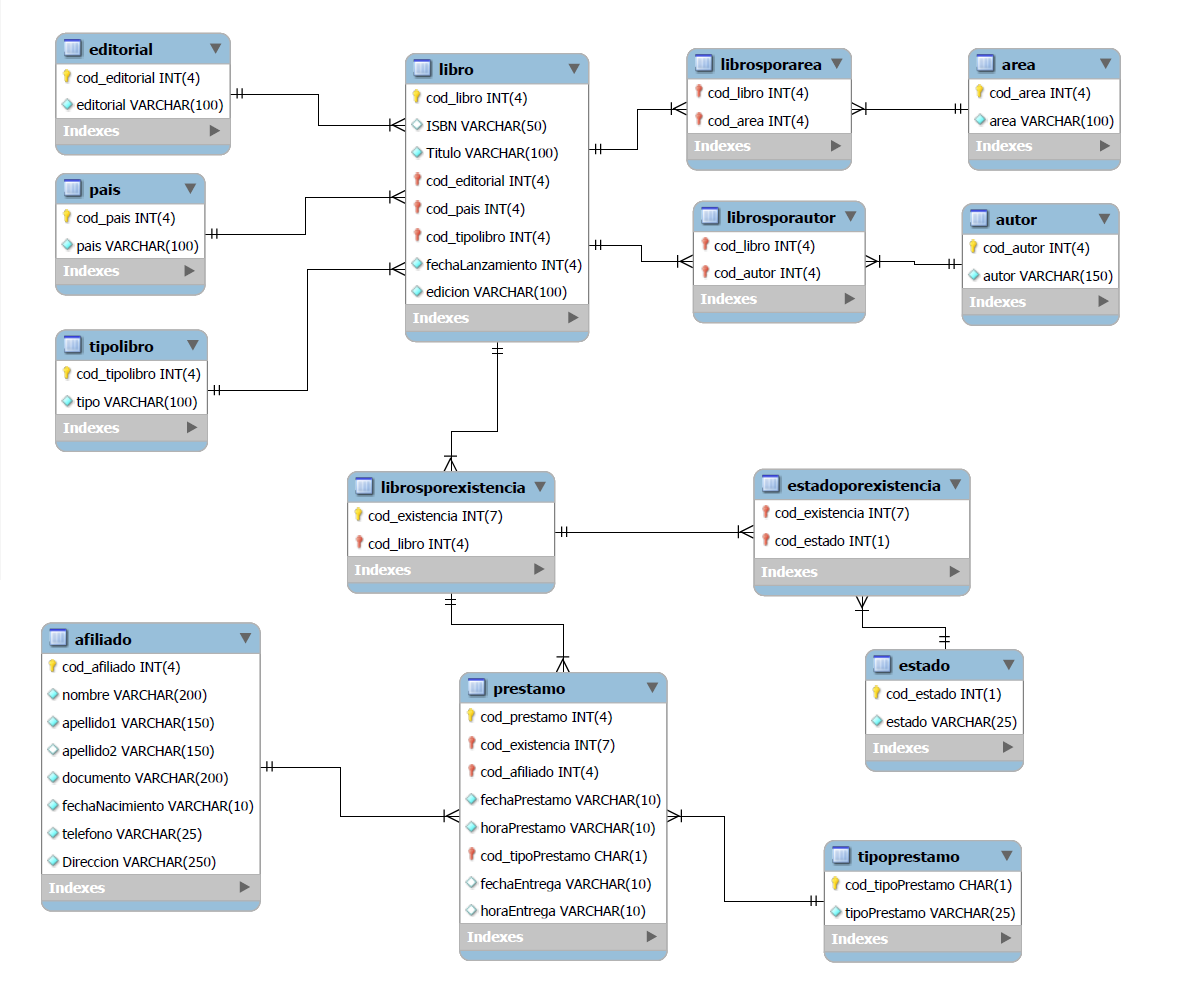 editorial
cod_editorial INT(4)
editorial VARCHAR(100)
Indexes
pais
cod_pais INT(4)
pais VARCHAR(100)
Indexes
tipolibro
cod_tipolibro INT(4)
tipo VARCHAR(100)
Indexes
libro
cod_libro INT(4)
ISBN VARCHAR(50)
Titulo VARCHAR(100)
cod_editorial INT(4)
cod_pais INT(4)
cod_tipolibro INT(4)
fechaLanzamiento INT(4)
edicion VARCHAR(100)
Indexes
librosporarea
cod_libro INT(4)
cod_area INT(4)
Indexes
area
cod_area INT(4)
area VARCHAR(100)
Indexes
librosporautor
cod_libro INT(4)
cod_autor INT(4)
Indexes
autor
cod_autor INT(4)
autor VARCHAR(150)
Indexes
librosporexistencia
cod_existencia INT(7)
cod_libro INT(4)
Indexes
estadoporexistencia
cod_existencia INT(7)
cod_estado INT(1)
Indexes
afiliado
cod_afiliado INT(4)
nombre VARCHAR(200)
apellido1 VARCHAR(150)
apellido2 VARCHAR(150)
documento VARCHAR(200)
fechaNacimiento VARCHAR(10)
telefono VARCHAR(25)
Direccion VARCHAR(250)
Indexes
prestamo
cod_prestamo INT(4)
cod_existencia INT(7)
cod_afiliado INT(4)
fechaPrestamo VARCHAR(10)
horaPrestamo VARCHAR(10)
cod_tipoPrestamo CHAR(1)
fechaEntrega VARCHAR(10)
horaEntrega VARCHAR(10)
Indexes
estado
cod_estado INT(1)
estado VARCHAR(25)
Indexes
tipoprestamo
cod_tipoPrestamo CHAR(1)
tipoPrestamo VARCHAR(25)
Indexes